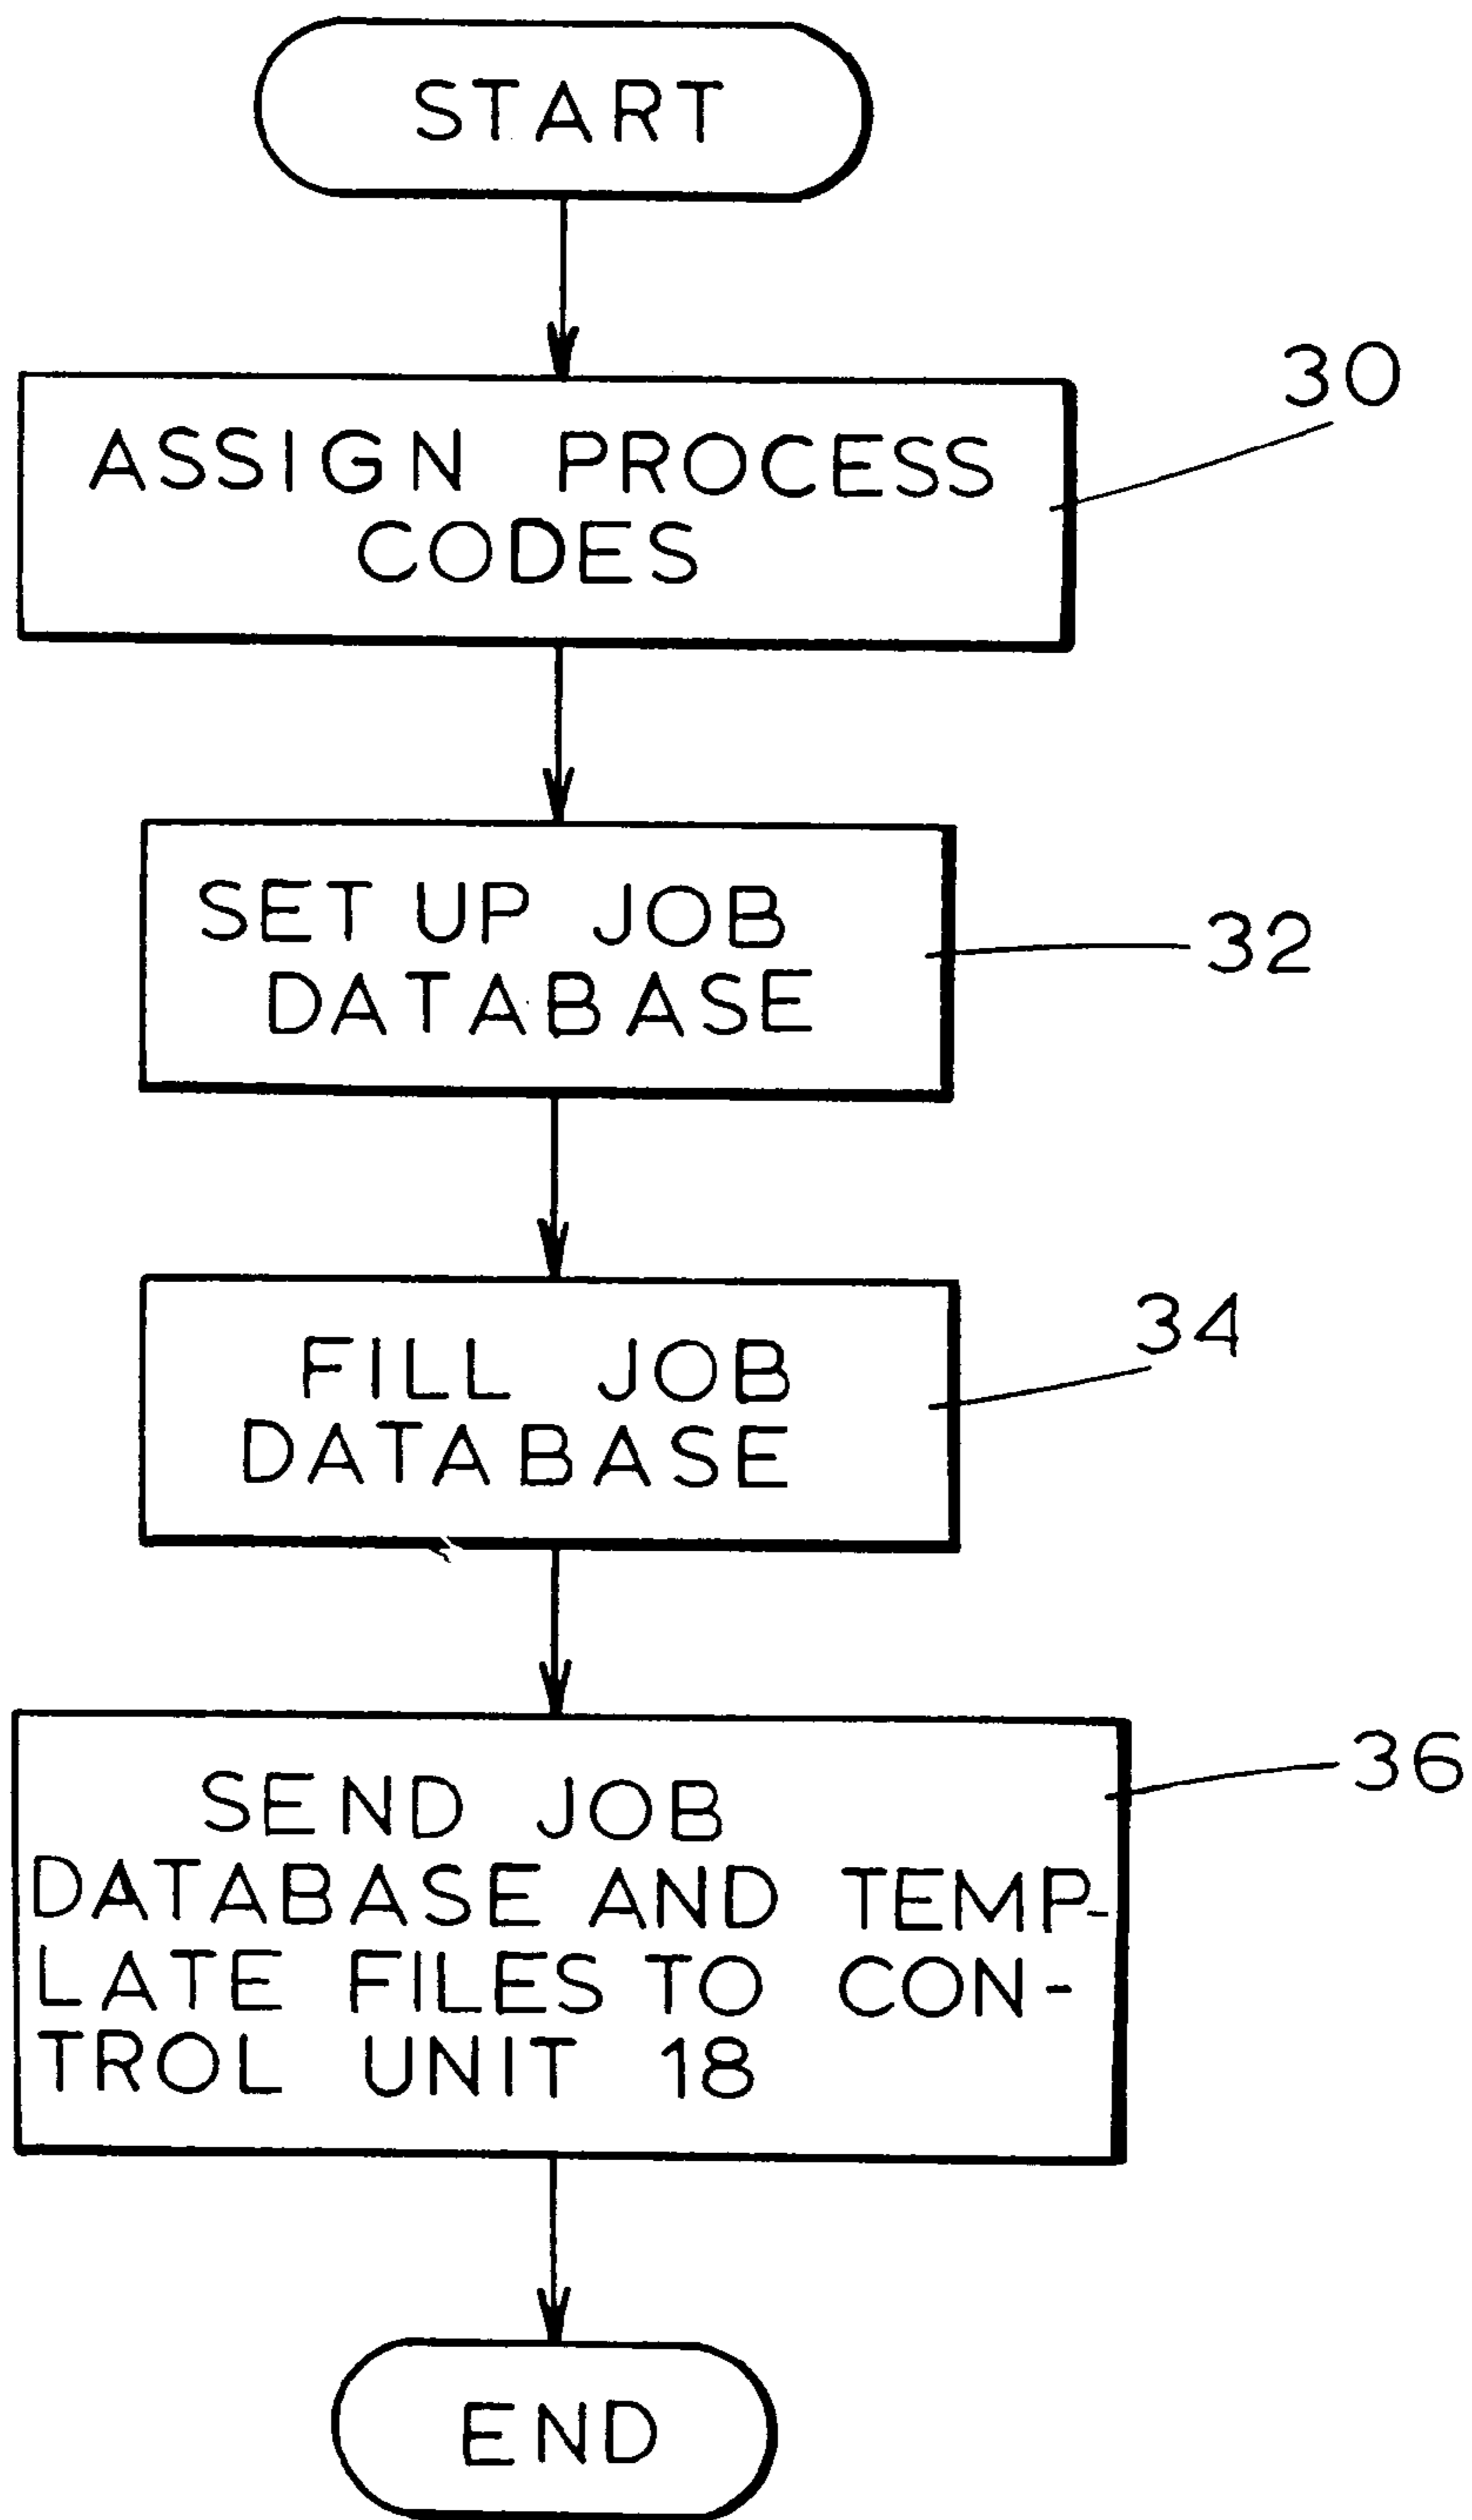 START
30
ASSIGN PROCESS
CODES
SET UP JOB
DATABASE
32
34
FILL JOB
DATABASE
36
SEND JOB
DATABASE AND TEMP-
LATE FILES TO CON-
TROL UNIT 18
END